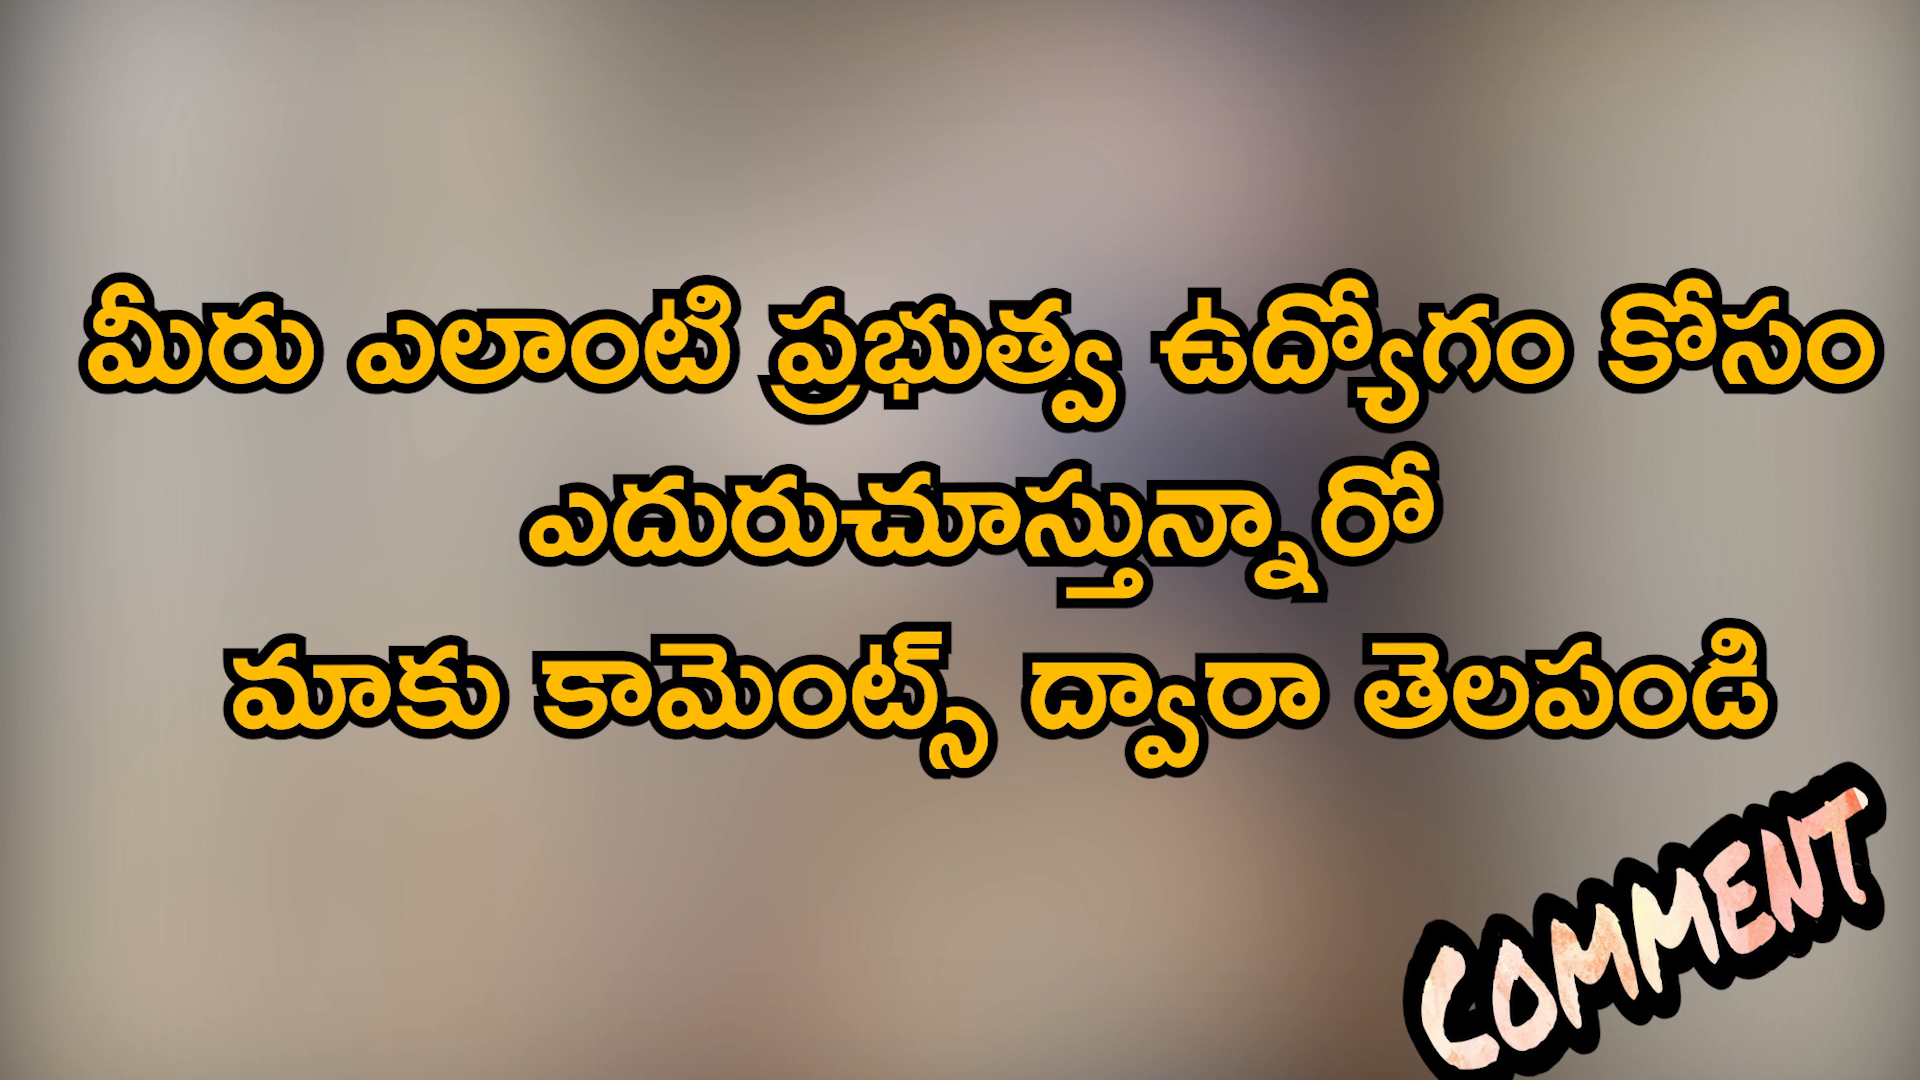 మీరు ఎలాంటి ప్రభుత్వ ఉద్యోగం కోసం
ఎదురుచూస్తున్నారో
మాకు కామెంట్స్ ద్వారా తెలపండి
COMMENT